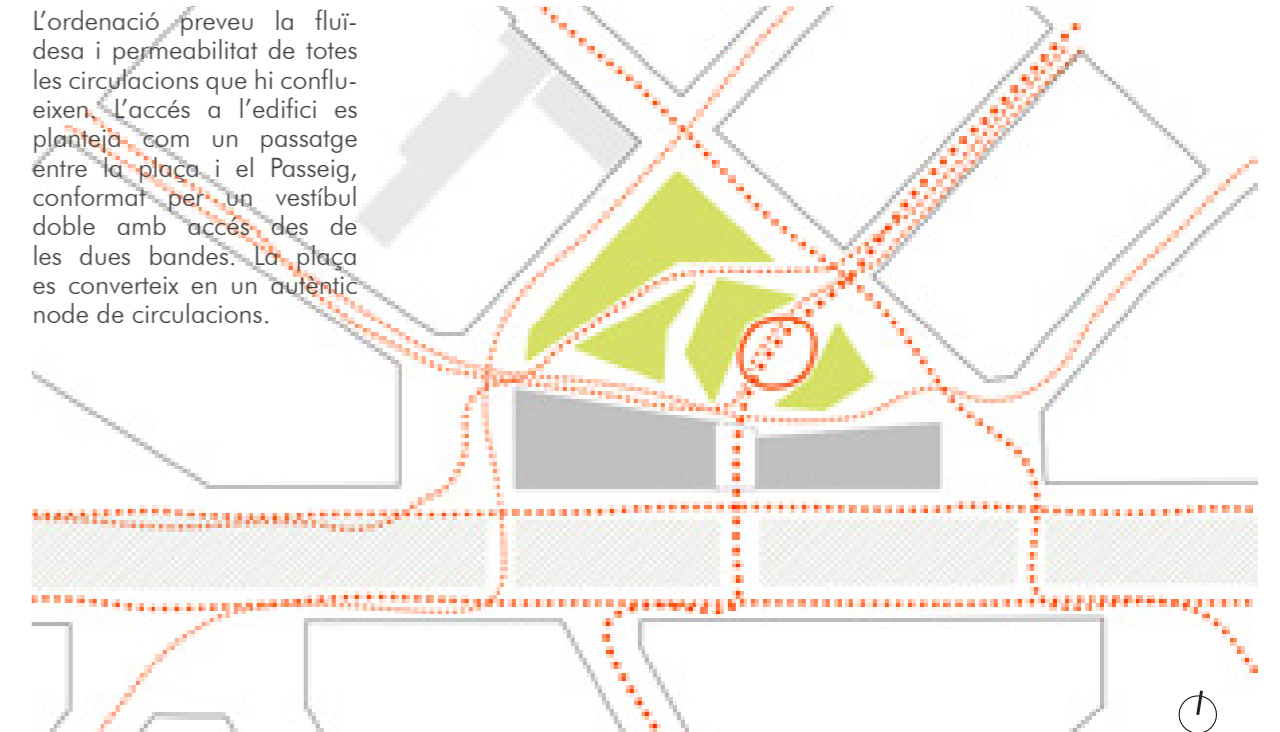 L’ordenació preveu la fluï-
desa i permeabilitat de totes
les circulacions que hi conflu-
eixen. L’accés a l’edifici es
planteja com un passatge
entre la plaça i el Passeig,
conformat per un vestíbul
doble amb accés des de
les dues bandes. La plaça
es converteix en un autèntic
node de circulacions.